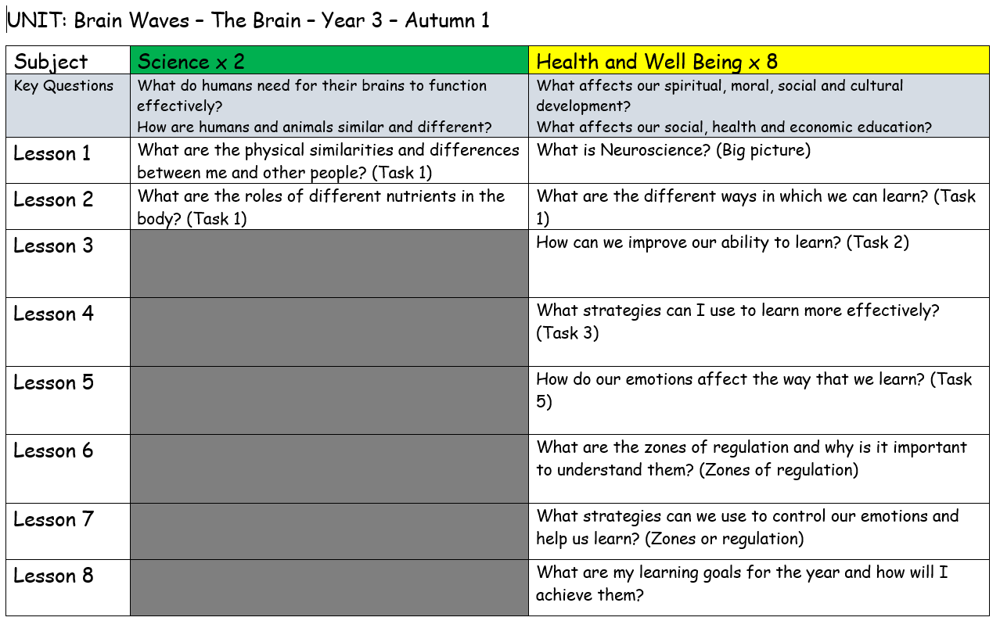 UNIT: Brain Waves – The Brain – Year 3 – Autumn 1
Subject
Science x 2
Health and Well Being x 8
Key Questions
What do humans need for their brains to function
effectively?
How are humans and animals similar and different?
What affects our spiritual, moral, social and cultural
development?
What affects our social, health and economic education?
Lesson 1
What are the physical similarities and differences
between me and other people? (Task 1)
What is Neuroscience? (Big picture)
Lesson 2
What are the roles of different nutrients in the
body? (Task 1)
What are the different ways in which we can learn? (Task
1)
Lesson 3
How can we improve our ability to learn? (Task 2)
Lesson 4
What strategies can I use to learn more effectively?
(Task 3)
Lesson 5
How do our emotions affect the way that we learn? (Task
5)
Lesson 6
What are the zones of regulation and why is it important
to understand them? (Zones of regulation)
Lesson 7
What strategies can we use to control our emotions and
help us learn? (Zones or regulation)
Lesson 8
What are my learning goals for the year and how will I
achieve them?